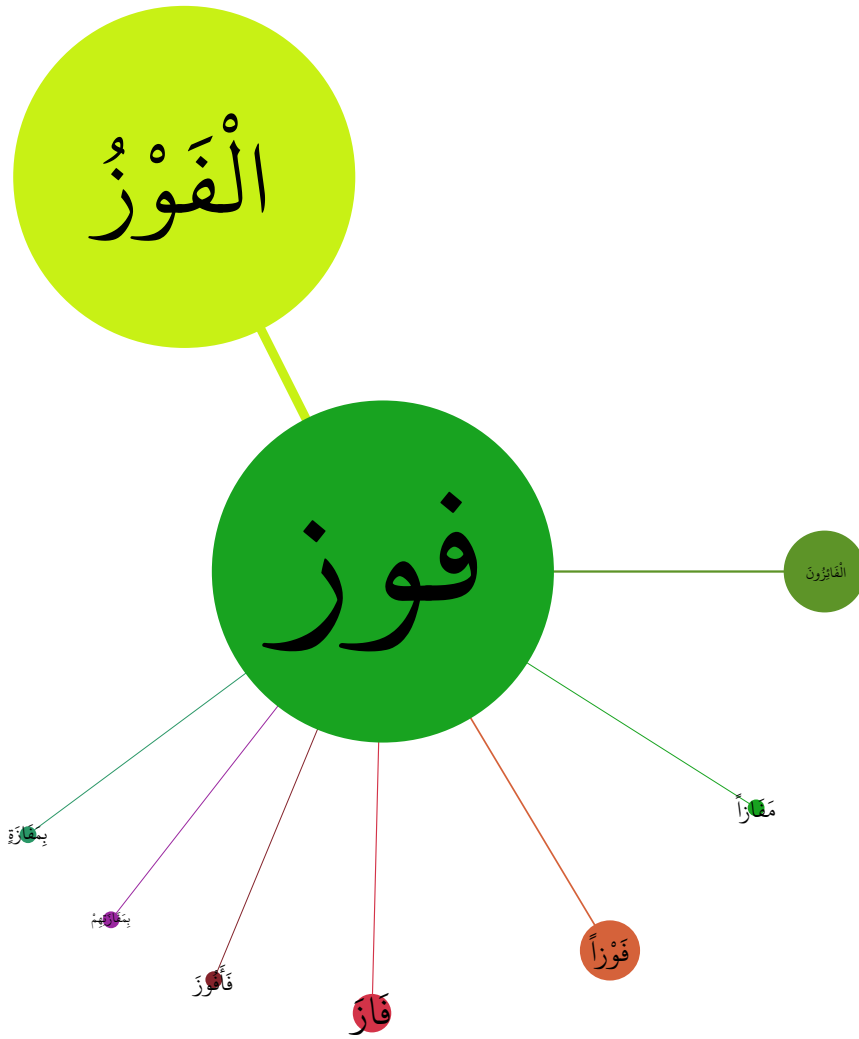 الْفَوْزُ
فوز
الْفَائِزُونَ
مَفَازاً
بِمَفَازَةٍ
بِمَفَازَتِهِمْ
فَوْزاً
فَأَفُوزَ
فَازَ